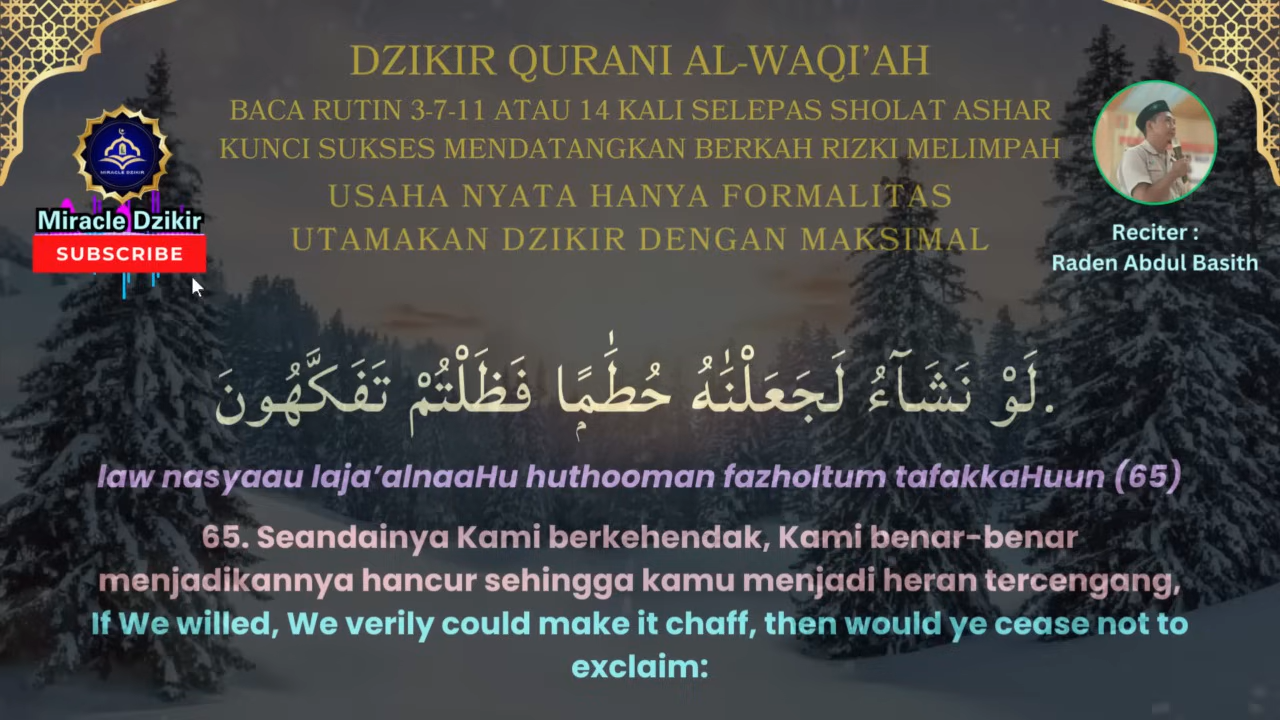 DZIKIR QURANI AL-WAQI’AH
BACA RUTIN 3-7-11 ATAU 14 KALI SELEPAS SHOLAT ASHAR
KUNCI SUKSES MENDATANGKAN BERKAH RIZKI MELIMPAH
USAHA NYATA HANYA FORMALITAS
UTAMAKAN DZIKIR DENGAN MAKSIMAL
MIRACLE DZIKIR
Miracle Dzikir
SUBSCRIBE
Reciter :
Raden Abdul Basith
.لَوْ نَشَآءُ لَجَعَلْنَٰهُ حُطَٰمًۭا فَظَلْتُمْ تَفَكَّهُونَ
law nasyaau laja’alnaaHu huthooman fazholtum tafakkaHuun (65)
65. Seandainya Kami berkehendak, Kami benar-benar
menjadikannya hancur sehingga kamu menjadi heran tercengang,
If We willed, We verily could make it chaff, then would ye cease not to
exclaim: